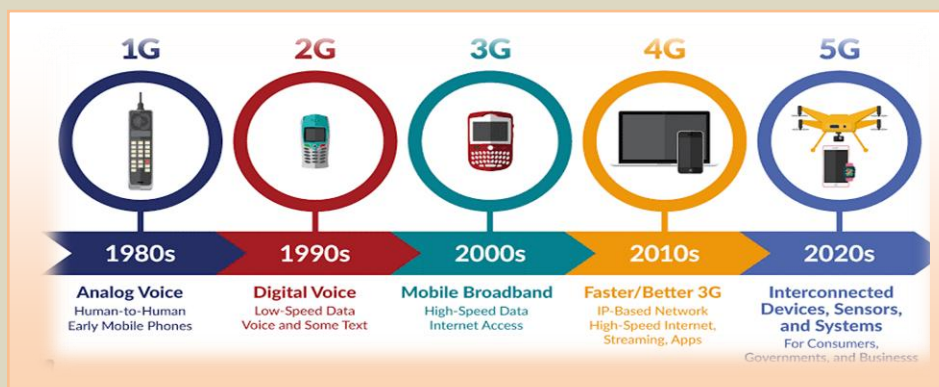 1G
2G
3G
4G
5G
1980s
1990s
2000s
2010s
2020s
Analog Voice
Human-to-Human
Early Mobile Phones
Digital Voice
Low-Speed Data
Voice and Some Text
Mobile Broadband
High-Speed Data
Internet Access
Faster/Better 3G
IP-Based Network
High-Speed Internet,
Streaming, Apps
Interconnected
Devices, Sensors,
and Systems
For Consumers,
Governments, and Businesss